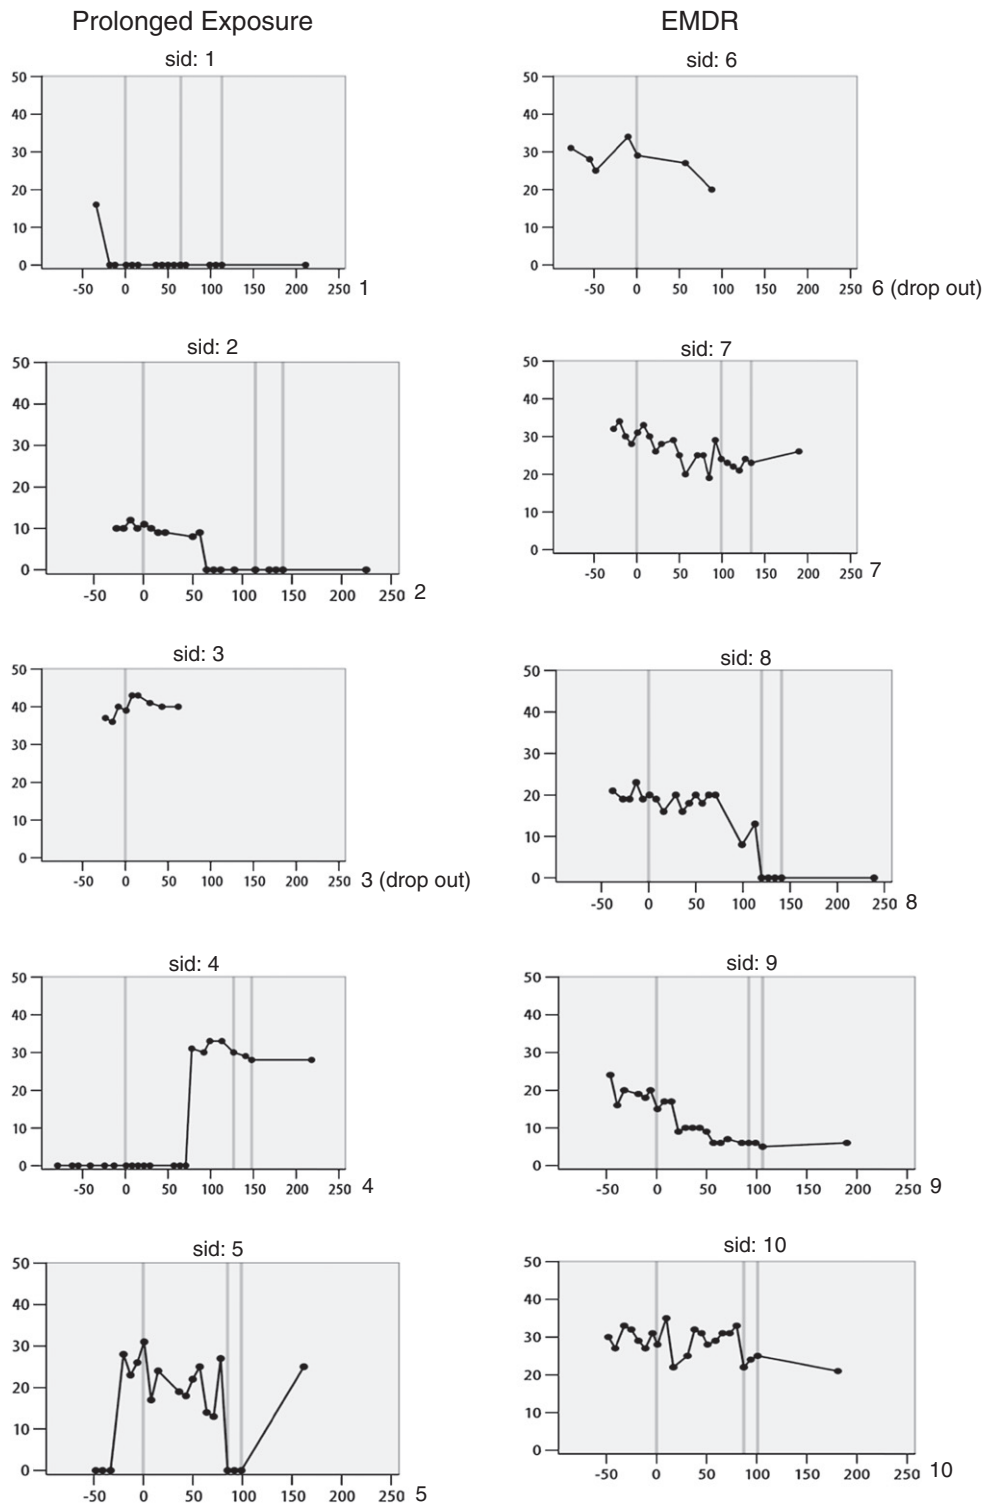 Prolonged Exposure
EMDR
sid: 1
50
40
30
20
10
0
-50 0 50 100 150 200 250 1
sid: 6
50
40
30
20
10
0
-50 0 50 100 150 200 250 6 (drop out)
sid: 2
50
40
30
20
10
0
-50 0 50 100 150 200 250 2
sid: 7
50
40
30
20
10
0
-50 0 50 100 150 200 250 7
sid: 3
50
40
30
20
10
0
-50 0 50 100 150 200 250 3 (drop out)
sid: 8
50
40
30
20
10
0
-50 0 50 100 150 200 250 8
sid: 4
50
40
30
20
10
0
-50 0 50 100 150 200 250 4
sid: 9
50
40
30
20
10
0
-50 0 50 100 150 200 250 9
sid: 5
50
40
30
20
10
0
-50 0 50 100 150 200 250 5
sid: 10
50
40
30
20
10
0
-50 0 50 100 150 200 250 10